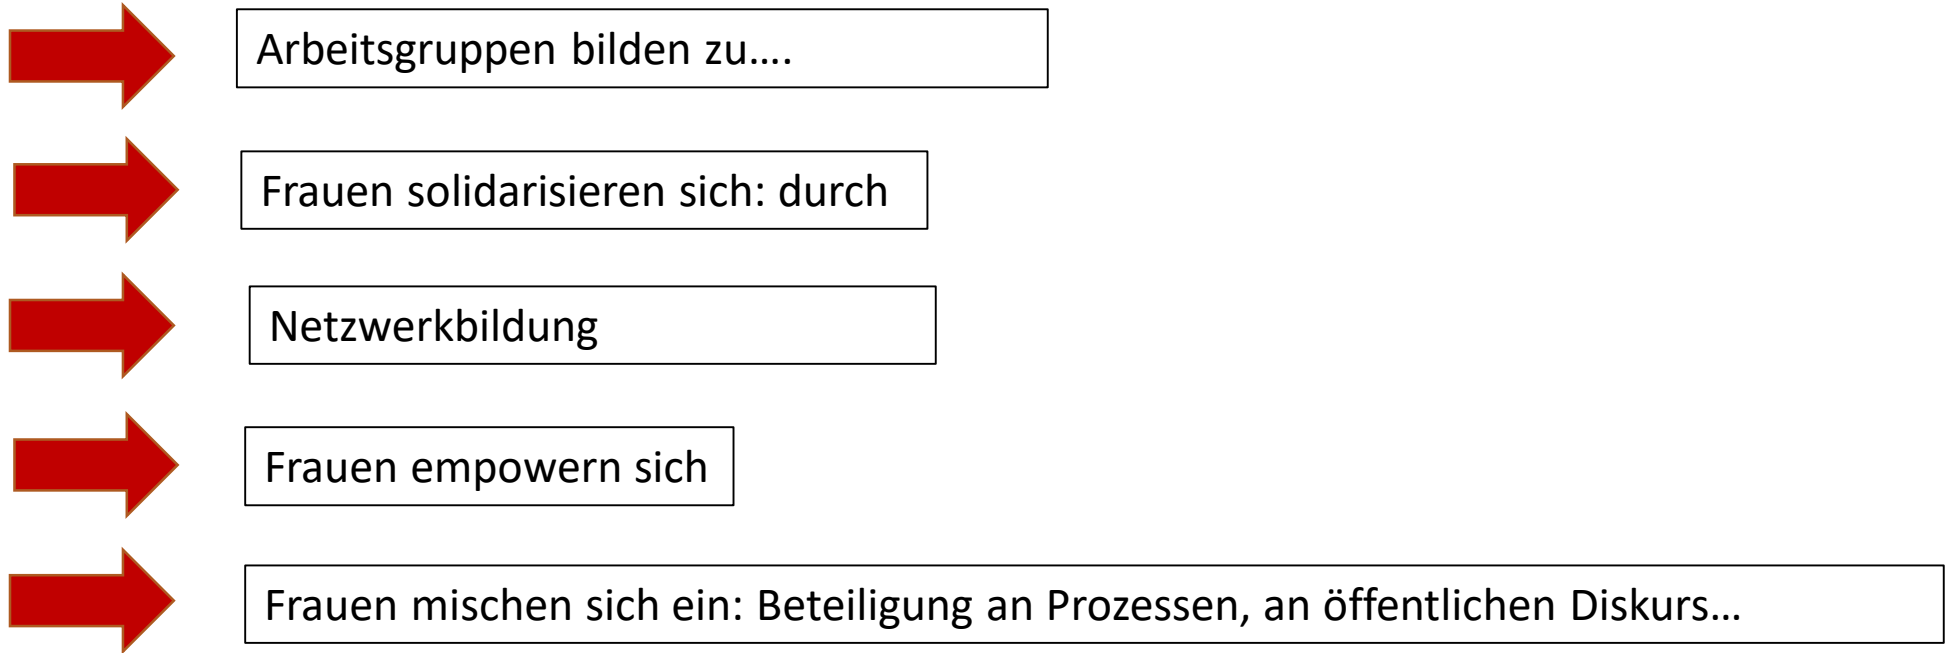 Arbeitsgruppen bilden zu....
Frauen solidarisieren sich: durch
Netzwerkbildung
Frauen empowern sich
Frauen mischen sich ein: Beteiligung an Prozessen, an öffentlichen Diskurs...